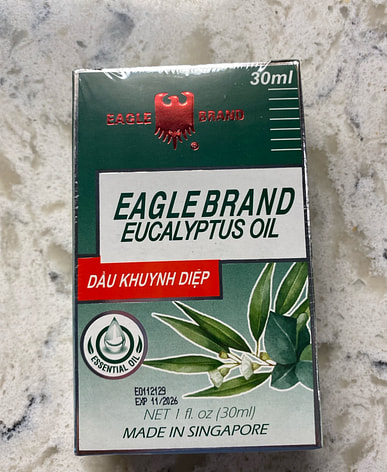 30ml
EAGLE BRAND
®
EAGLE BRAND
EUCALYPTUS OIL
DẦU KHUYNH DIỆP
ESSENTIAL OIL
E0112129
EXP 11/2026
NET 1 fl. oz (30ml)
MADE IN SINGAPORE